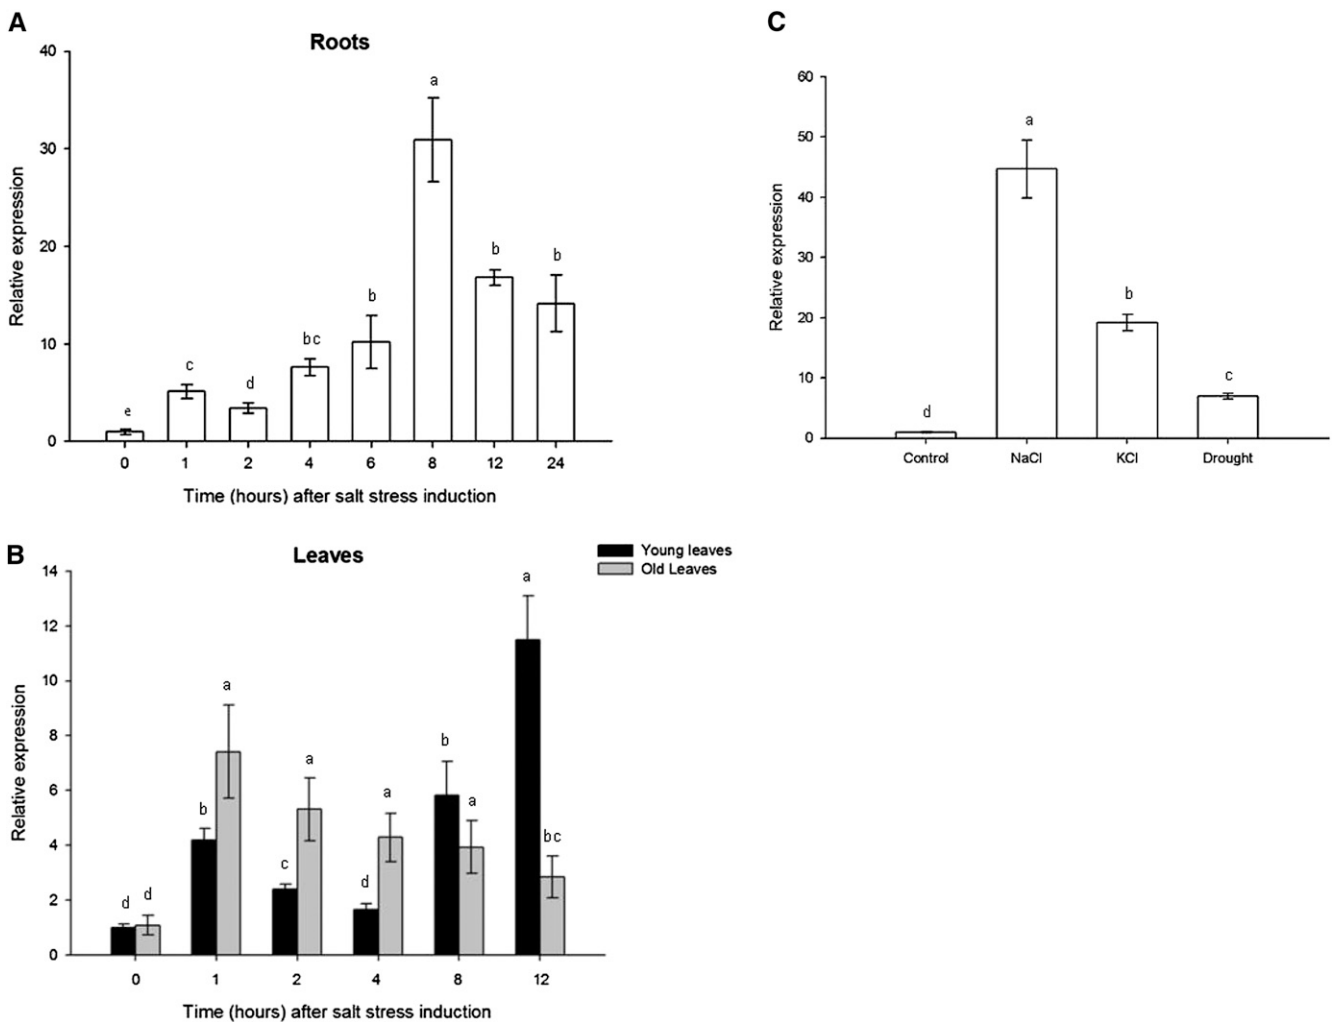 A
Roots
40
30
20
10
0
Relative expression
e
c
d
bc
b
a
b
b
0 1 2 4 6 8 12 24
Time (hours) after salt stress induction
C
60
50
40
30
20
10
0
Relative expression
d
a
b
c
Control NaCl KCl Drought
B
Leaves
Young leaves
Old Leaves
14
12
10
8
6
4
2
0
Relative expression
d d
b a
c a
d a
b a
a bc
0 1 2 4 8 12
Time (hours) after salt stress induction